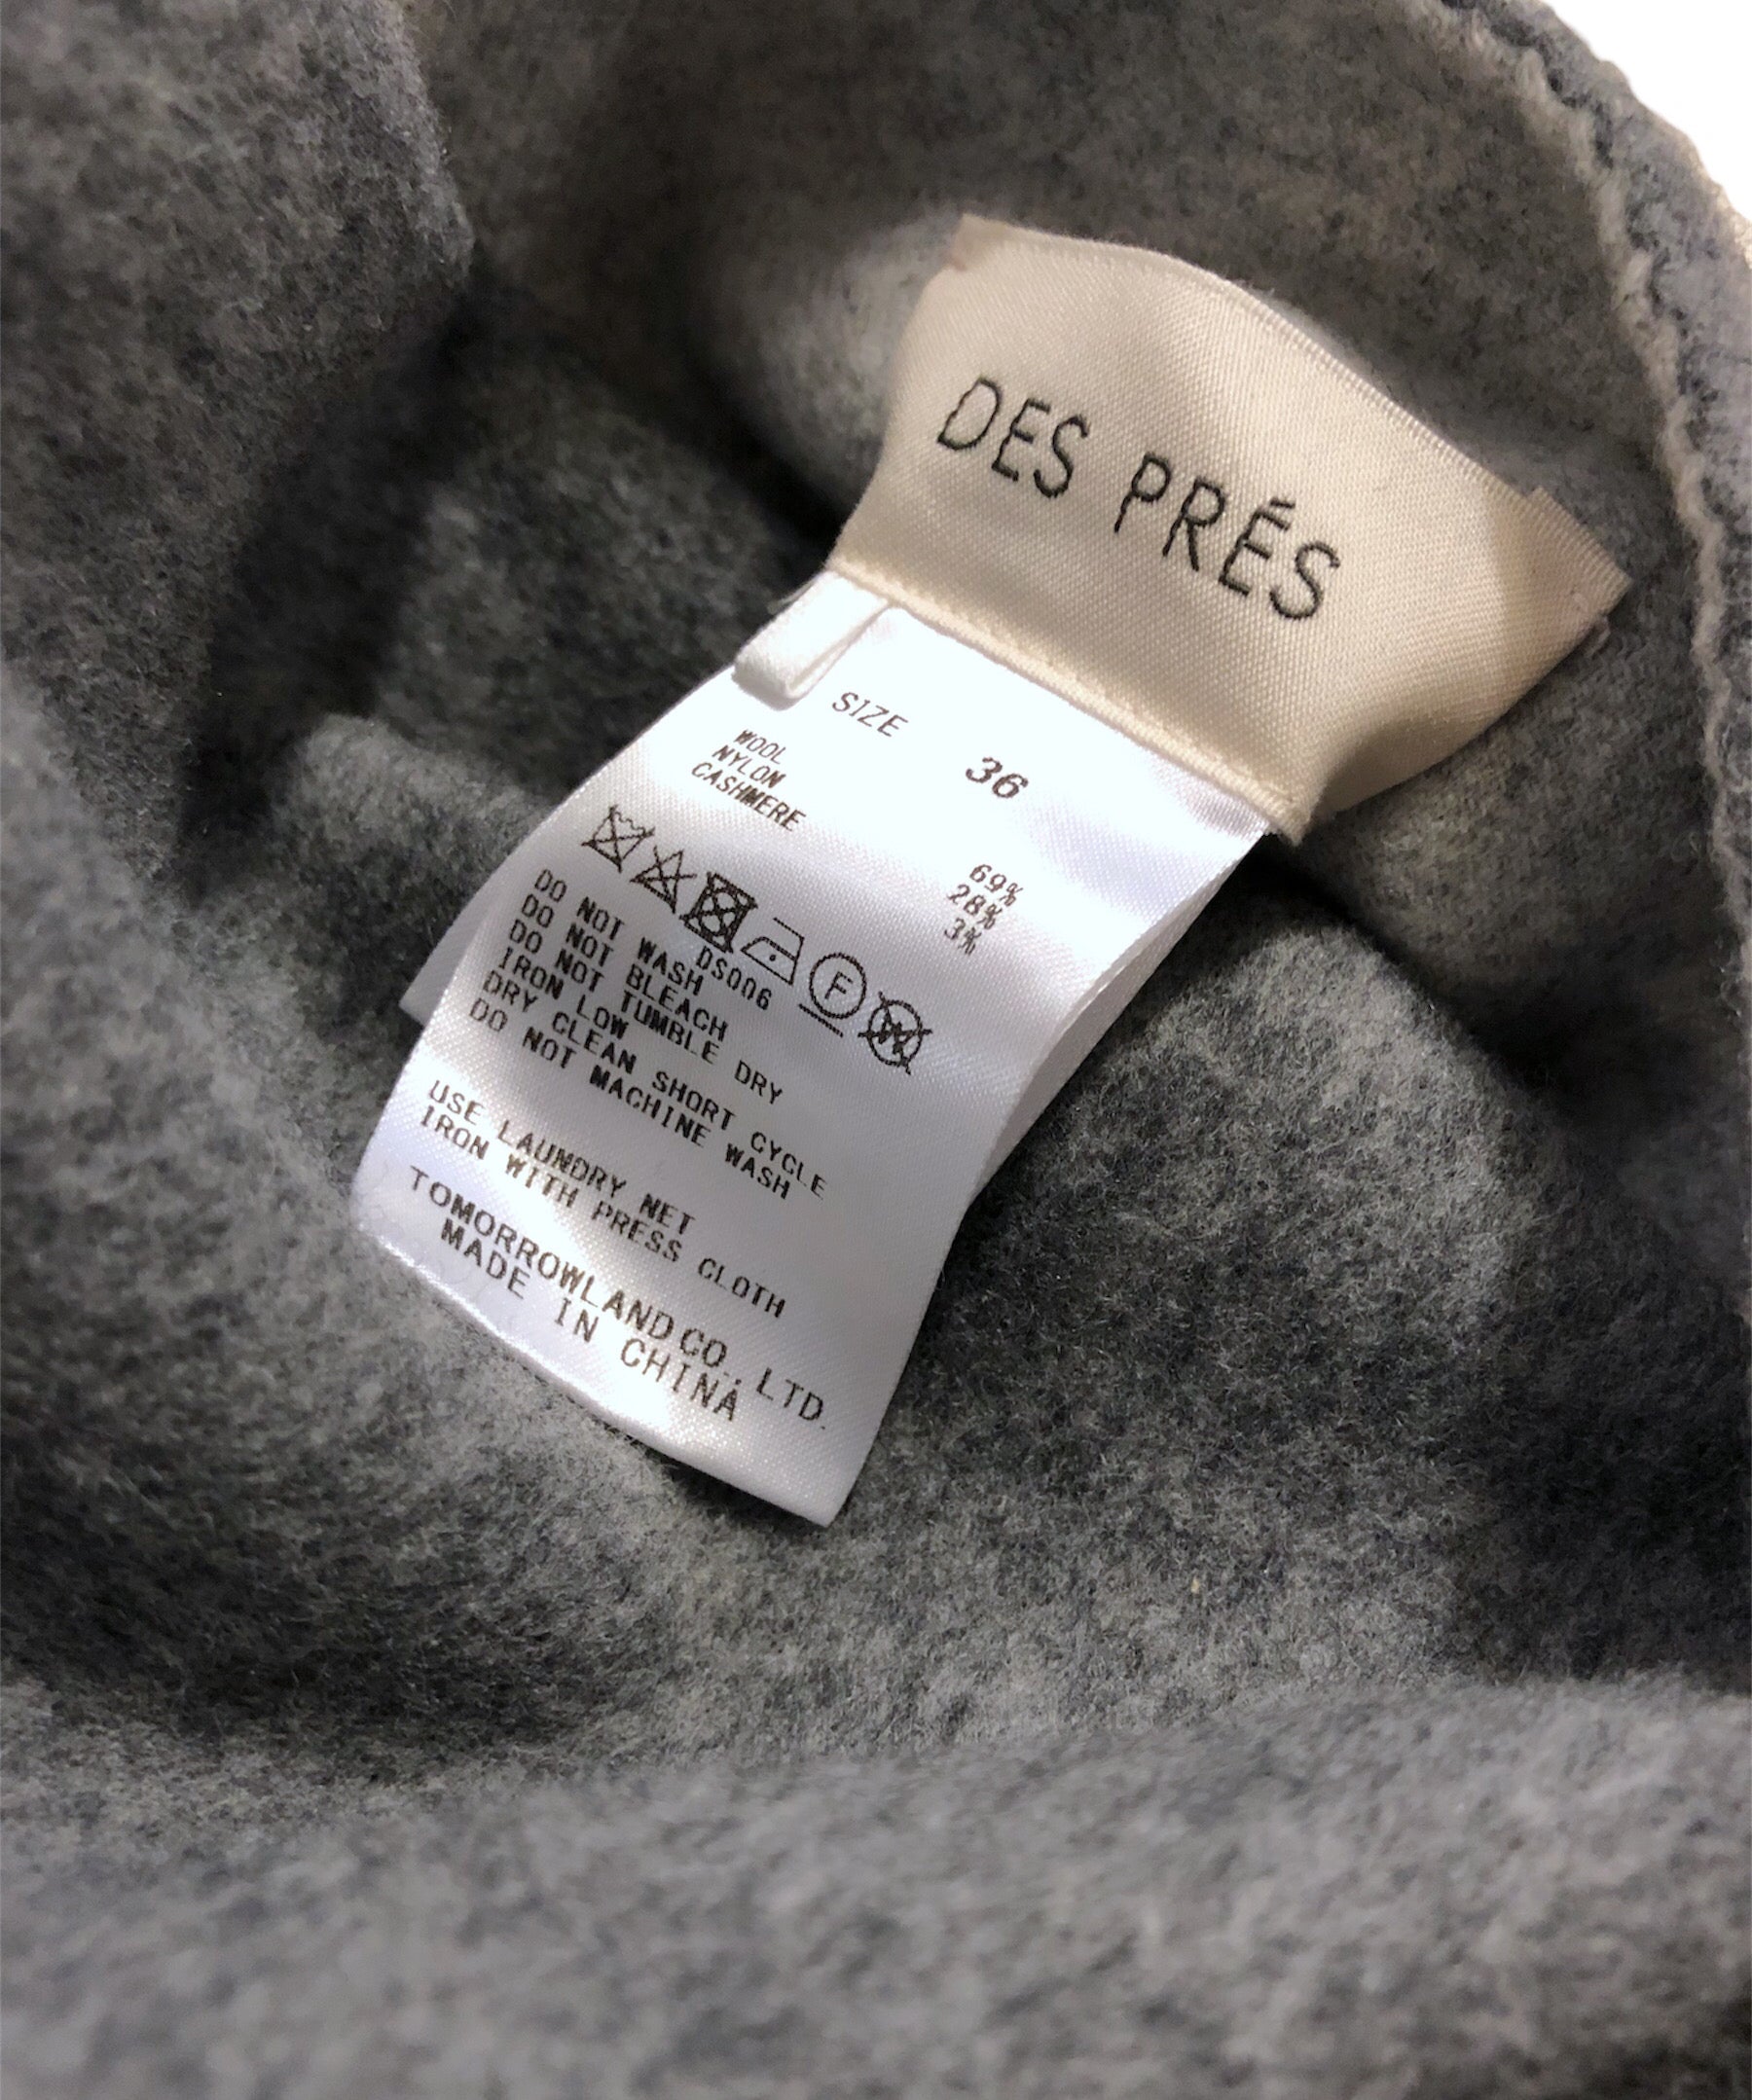 DES PRÉS
SIZE 36
WOOL 69%
NYLON 28%
CASHMERE 3%
F
W
DS006
DO NOT WASH
DO NOT BLEACH
DO NOT TUMBLE DRY
IRON LOW
DRY CLEAN SHORT CYCLE
DO NOT MACHINE WASH
USE LAUNDRY NET
IRON WITH PRESS CLOTH
TOMORROWLAND CO., LTD.
MADE IN CHINA